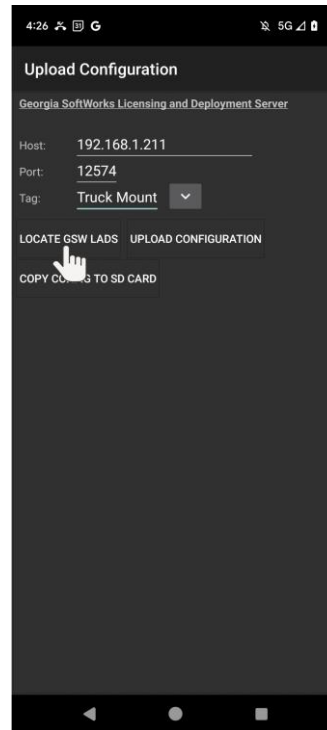 4:26 31 G 5G
Upload Configuration
Georgia SoftWorks Licensing and Deployment Server
Host: 192.168.1.211
Port: 12574
Tag: Truck Mount
LOCATE GSW LADS UPLOAD CONFIGURATION
COPY TO SD CARD